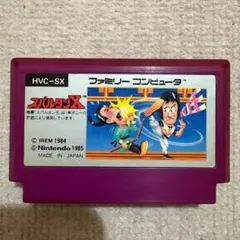 HVC-SX
ファミリーコンピュータ
スパルタンX
©IREM 1984
©Nintendo 1985
MADE IN JAPAN